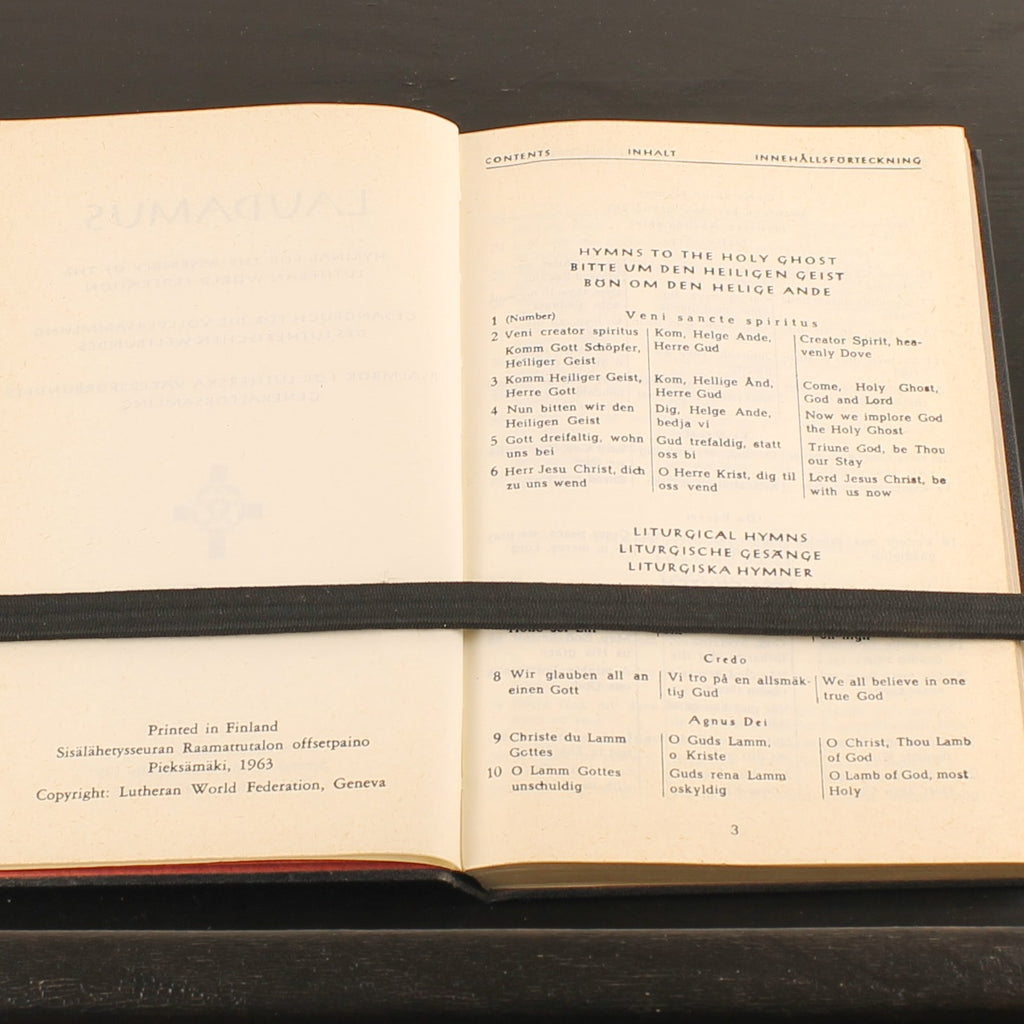 Printed in Finland
Sisälähetysseuran Raamattutalon offsetpaino
Pieksämäki, 1963
Copyright: Lutheran World Federation, Geneva
CONTENTS INHALT INNEHÅLLSFÖRTECKNING
HYMNS TO THE HOLY GHOST
BITTE UM DEN HEILIGEN GEIST
BÖN OM DEN HELIGE ANDE
1 (Number) Veni sancte spiritus
2 Veni creator spiritus
Komm Gott Schöpfer,
Heiliger Geist
Kom, Helge Ande,
Herre Gud
Creator Spirit, hea-
venly Dove
3 Komm Heiliger Geist,
Herre Gott
Kom, Hellige Ånd,
Herre Gud
Come, Holy Ghost,
God and Lord
4 Nun bitten wir den
Heiligen Geist
Dig, Helge Ande,
bedja vi
Now we implore God
the Holy Ghost
5 Gott dreifaltig, wohn
uns bei
Gud trefaldig, statt
oss bi
Triune God, be Thou
our Stay
6 Herr Jesu Christ, dich
zu uns wend
O Herre Krist, dig til
oss vend
Lord Jesus Christ, be
with us now
LITURGICAL HYMNS
LITURGISCHE GESÄNGE
LITURGISKA HYMNER
Credo
8 Wir glauben all an
einen Gott
Vi tro på en allsmäk-
tig Gud
We all believe in one
true God
Agnus Dei
9 Christe du Lamm
Gottes
O Guds Lamm,
o Kriste
O Christ, Thou Lamb
of God
10 O Lamm Gottes
unschuldig
Guds rena Lamm
oskyldig
O Lamb of God, most
Holy
3